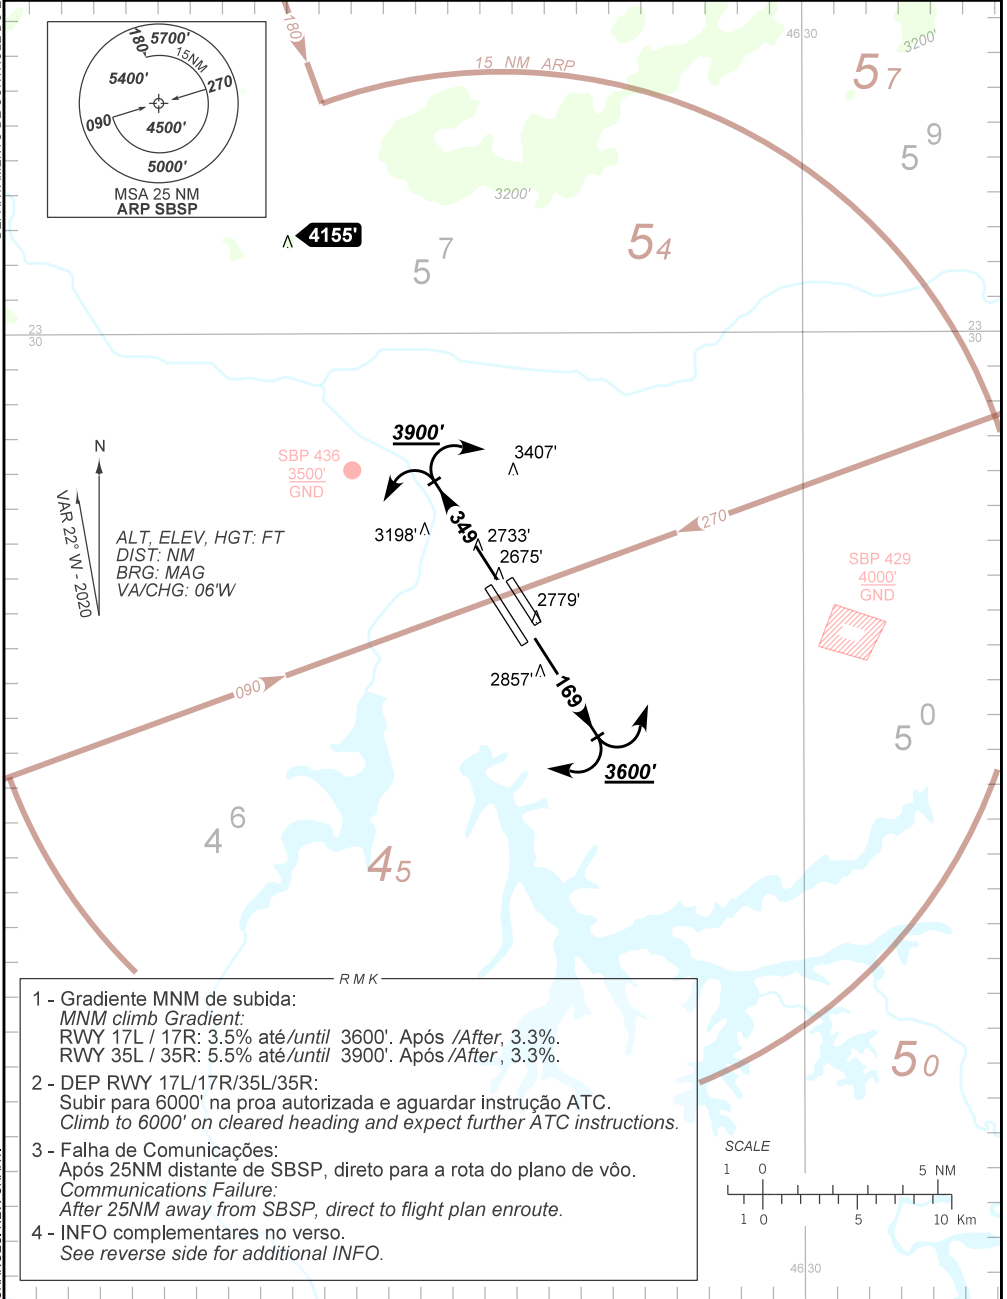 5700'
180
15NM
5400'
270
090
4500'
5000'
MSA 25 NM
ARP SBSP
180
15 NM ARP
46 30
3200'
57
59
3200'
4155'
57
54
23
30
23
30
3900'
3407'
SBP 436
3500'
GND
N
VAR 22° W - 2020
ALT, ELEV, HGT: FT
DIST: NM
BRG: MAG
VA/CHG: 06'W
349
3198'
2733'
2675'
270
2779'
SBP 429
4000'
GND
2857'
169
090
3600'
50
46
45
50
RMK
1 - Gradiente MNM de subida:
MNM climb Gradient:
RWY 17L / 17R: 3.5% até/until 3600'. Após /After, 3.3%.
RWY 35L / 35R: 5.5% até/until 3900'. Após /After, 3.3%.
2 - DEP RWY 17L/17R/35L/35R:
Subir para 6000' na proa autorizada e aguardar instrução ATC.
Climb to 6000' on cleared heading and expect further ATC instructions.
3 - Falha de Comunicações:
Após 25NM distante de SBSP, direto para a rota do plano de vôo.
Communications Failure:
After 25NM away from SBSP, direct to flight plan enroute.
4 - INFO complementares no verso.
See reverse side for additional INFO.
SCALE
1 0 5 NM
1 0 5 10 Km
46 30